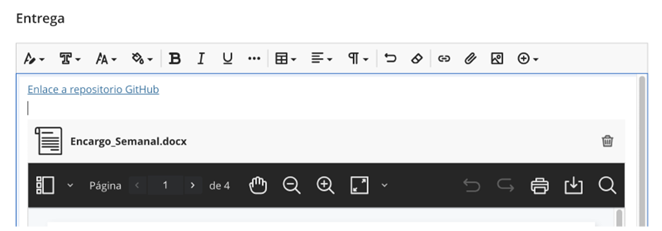 Entrega
Enlace a repositorio GitHub
Encargo_Semanal.docx
Página 1 de 4